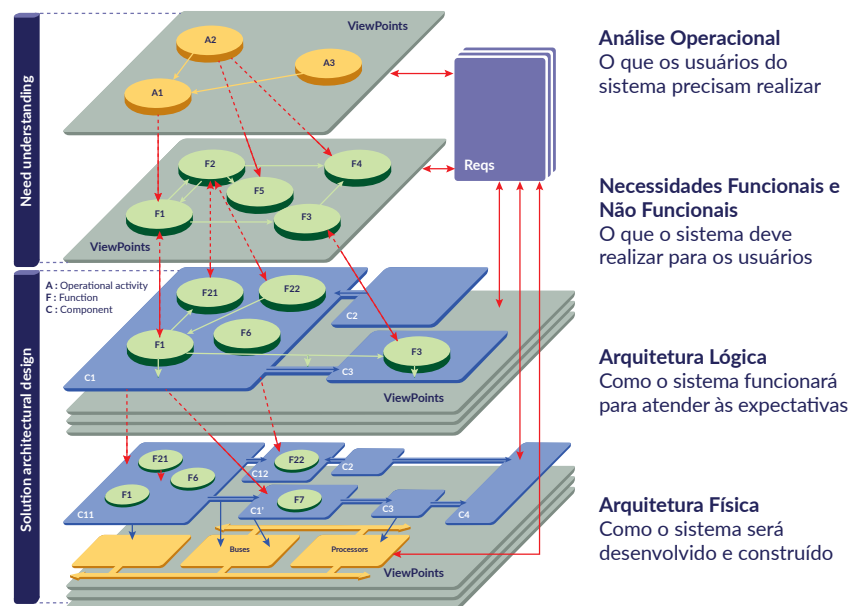 Need understanding
Solution architectural design
ViewPoints
A2
A3
A1
Reqs
F2
F4
F5
F1
F3
ViewPoints
A : Operational activity
F : Function
C : Component
F21
F22
C2
F6
F1
F3
C1
C3
ViewPoints
F21
F22
C2
F6
C12
F1
F7
C11
C1'
C3
C4
Buses
Processors
ViewPoints
Análise Operacional
O que os usuários do
sistema precisam realizar
Necessidades Funcionais e
Não Funcionais
O que o sistema deve
realizar para os usuários
Arquitetura Lógica
Como o sistema funcionará
para atender às expectativas
Arquitetura Física
Como o sistema será
desenvolvido e construído